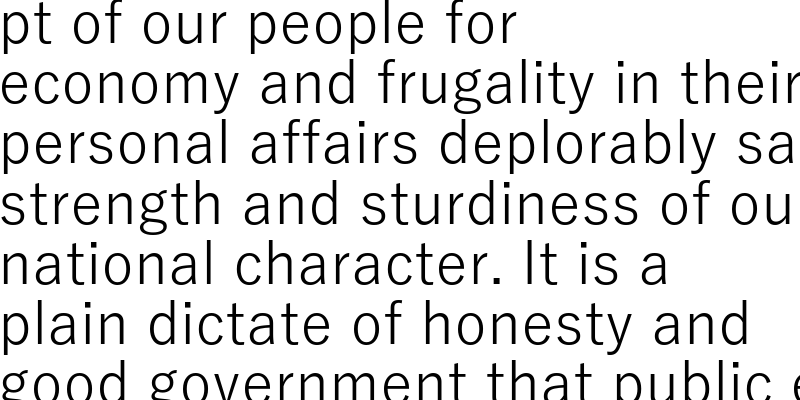 pt of our people for
economy and frugality in their
personal affairs deplorably sa
strength and sturdiness of ou
national character. It is a
plain dictate of honesty and
good government that public e